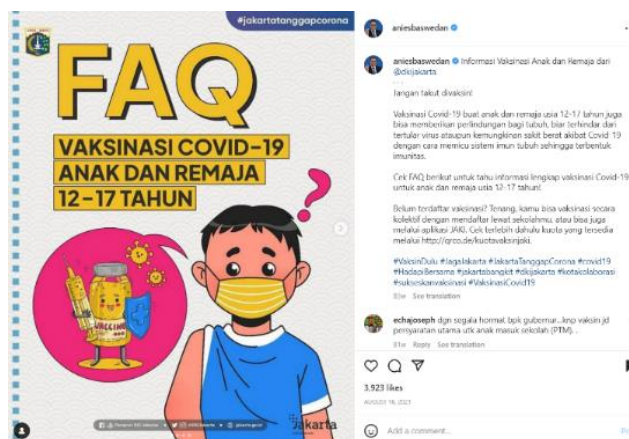 #jakartatanggapcorona
FAQ
VAKSINASI COVID-19
ANAK DAN REMAJA
12-17 TAHUN
VACCINE
Jakarta
aniesbaswedan
aniesbaswedan Informasi Vaksinasi Anak dan Remaja dari
@dkijakarta
Jangan takut divaksin!
Vaksinasi Covid-19 buat anak dan remaja usia 12-17 tahun juga
bisa memberikan perlindungan bagi tubuh, biar terhindar dari
tertular virus ataupun kemungkinan sakit berat akibat Covid-19
dengan cara memicu sistem imun tubuh sehingga terbentuk
imunitas.
Cek FAQ berikut untuk tahu informasi lengkap vaksinasi Covid-19
untuk anak dan remaja usia 12-17 tahun!
Belum terdaftar vaksinasi? Tenang, kamu bisa vaksinasi secara
kolektif dengan mendaftar lewat sekolahmu, atau bisa juga
melalui aplikasi JAKI. Cek terlebih dahulu kuota yang tersedia
melalui http://qrco.de/kuotavaksinjaki.
#VaksinDulu #JagaJakarta #JakartaTanggapCorona #covid19
#HadapiBersama #jakartabangkit #dkijakarta #kotakolaborasi
#sukseskanvaksinasi #VaksinasiCovid19
See translation
echajoseph dgn segala hormat bpk gubernur...knp vaksin jd
persyaratan utama utk anak masuk sekolah (PTM)...
Reply See translation
3,923 likes
AUGUST 16, 2021
Add a comment...